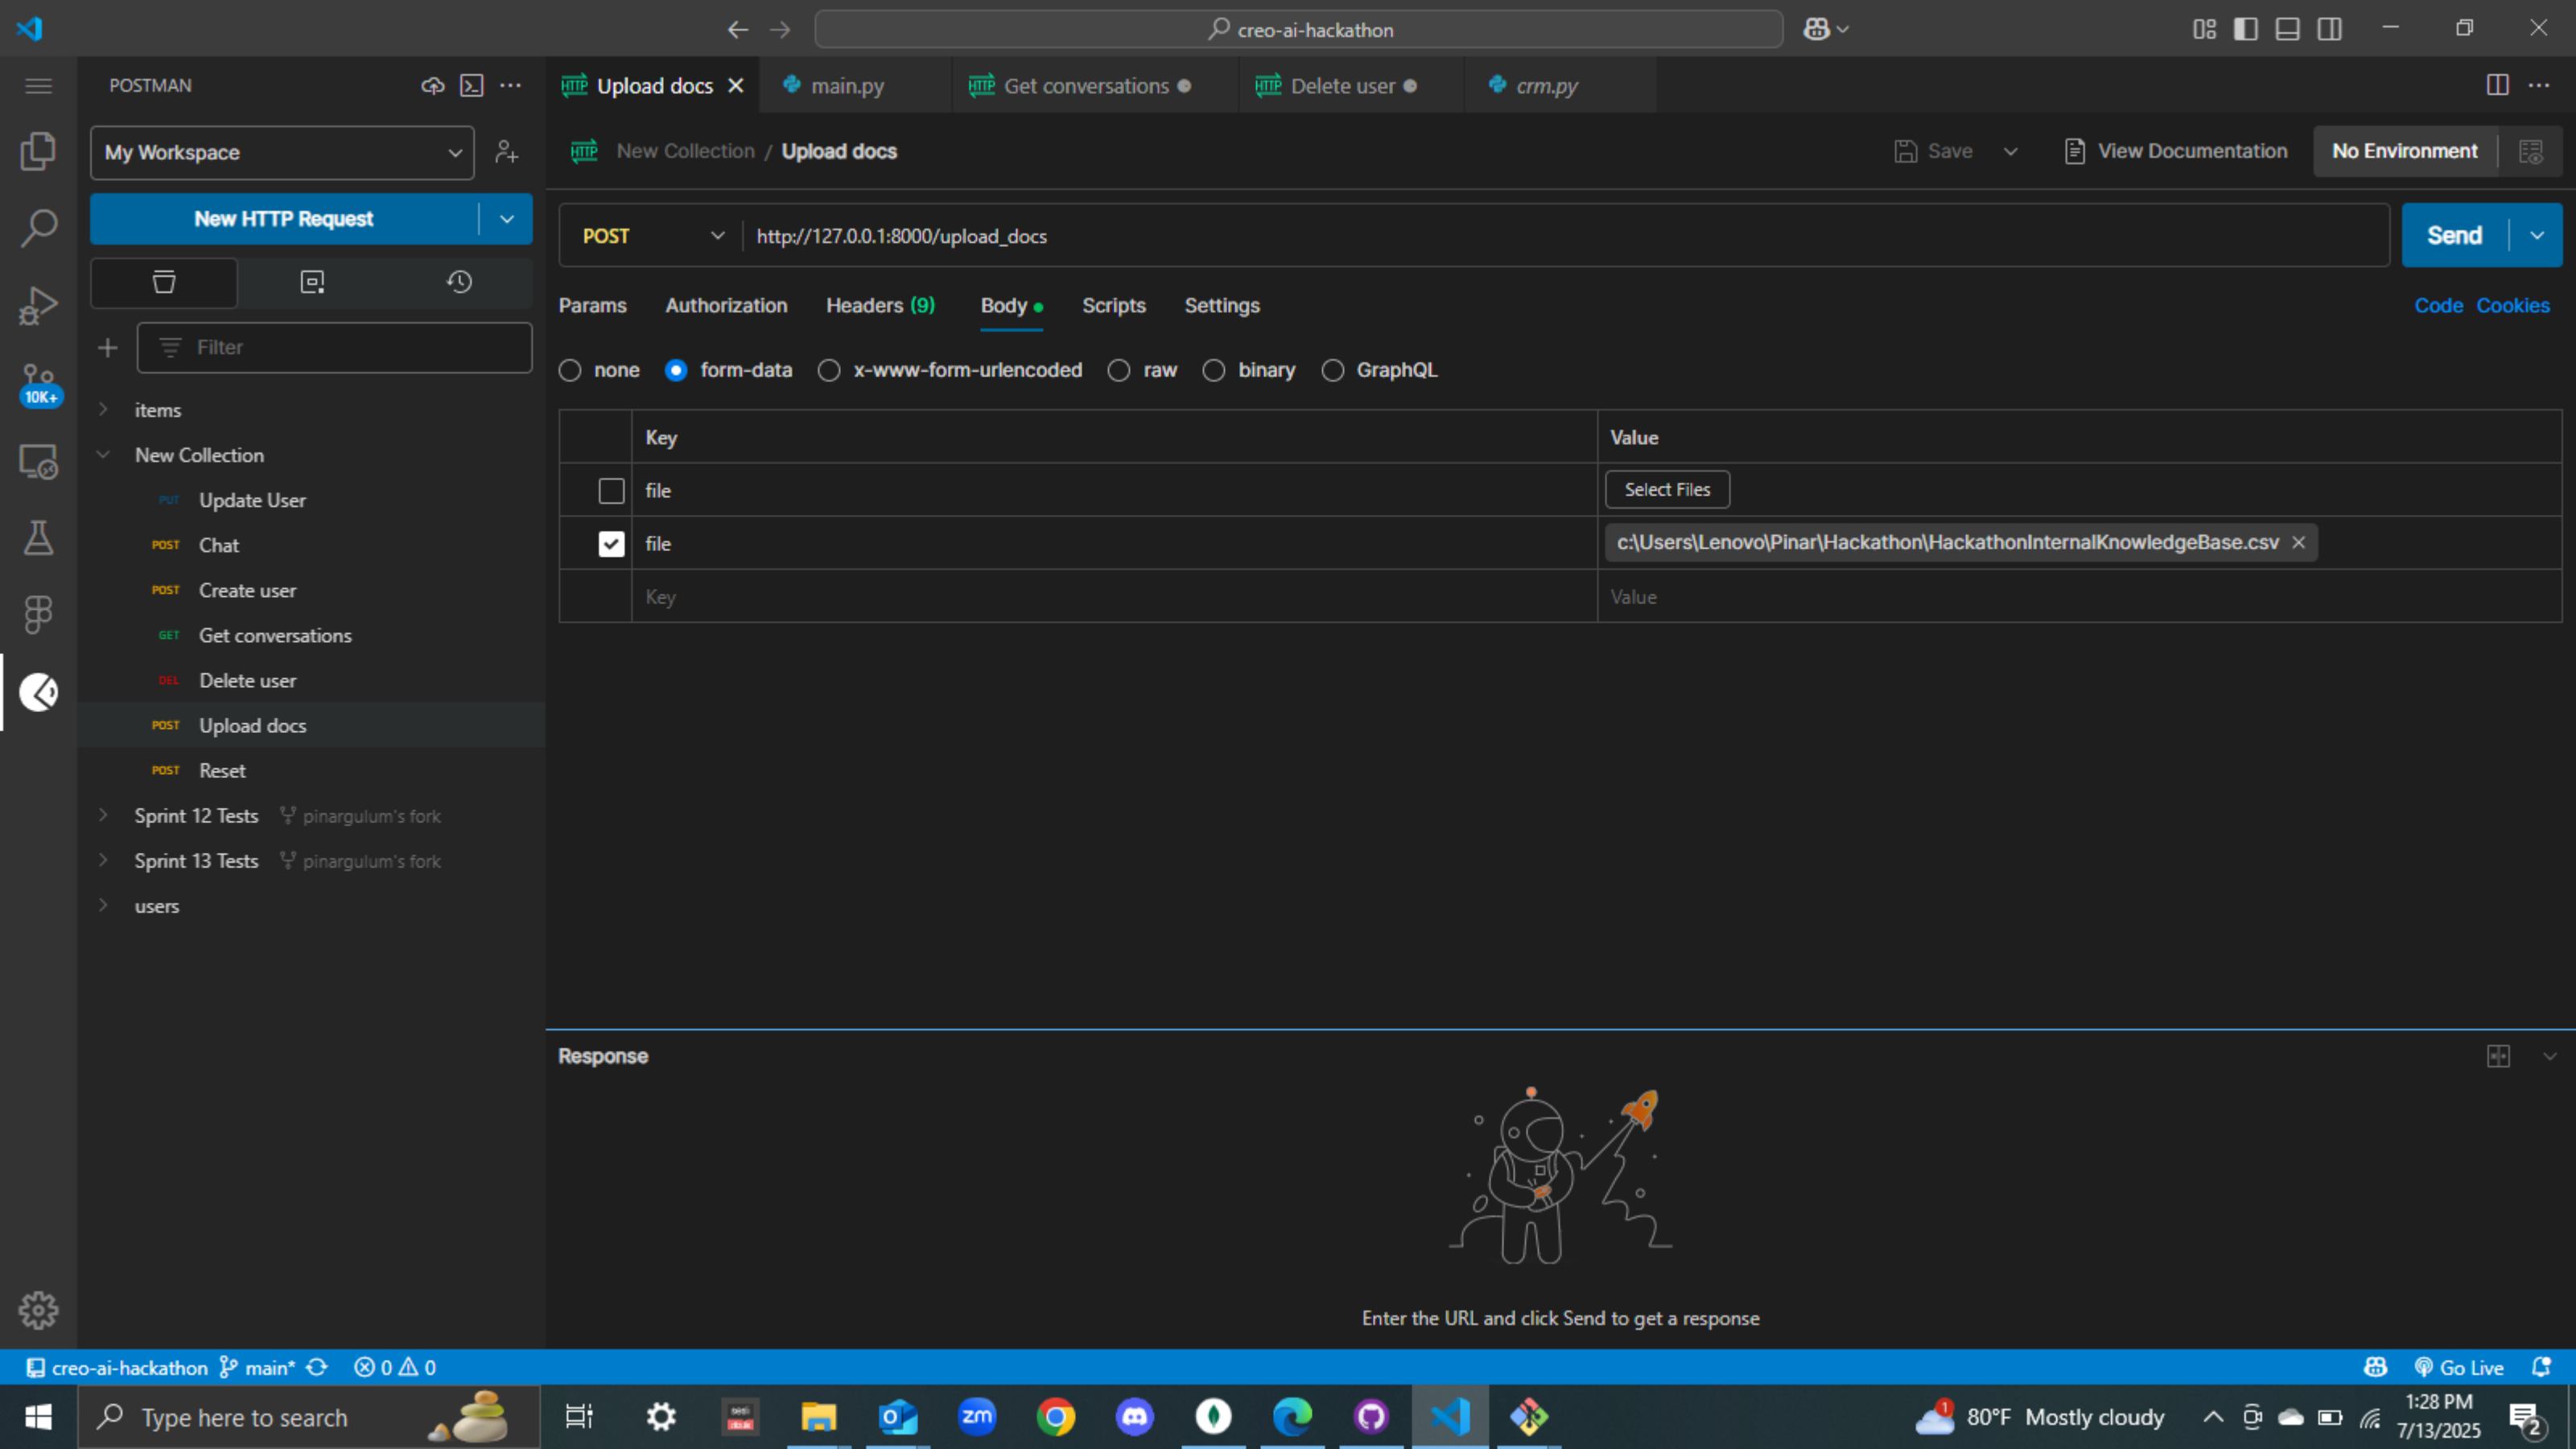 creo-ai-hackathon
POSTMAN
Upload docs
main.py
Get conversations
Delete user
crm.py
My Workspace
New Collection / Upload docs
Save
View Documentation
No Environment
New HTTP Request
POST
http://127.0.0.1:8000/upload_docs
Send
Params
Authorization
Headers (9)
Body
Scripts
Settings
Code
Cookies
Filter
none
form-data
x-www-form-urlencoded
raw
binary
GraphQL
10K+
items
New Collection
PUT Update User
POST Chat
POST Create user
GET Get conversations
DEL Delete user
POST Upload docs
POST Reset
Sprint 12 Tests pinargulum's fork
Sprint 13 Tests pinargulum's fork
users
Key Value
file Select Files
file c:\Users\Lenovo\Pinar\Hackathon\HackathonInternalKnowledgeBase.csv
Key Value
Response
Enter the URL and click Send to get a response
creo-ai-hackathon main* 0 0
Go Live
Type here to search
zm
1
80°F Mostly cloudy
1:28 PM
7/13/2025
2